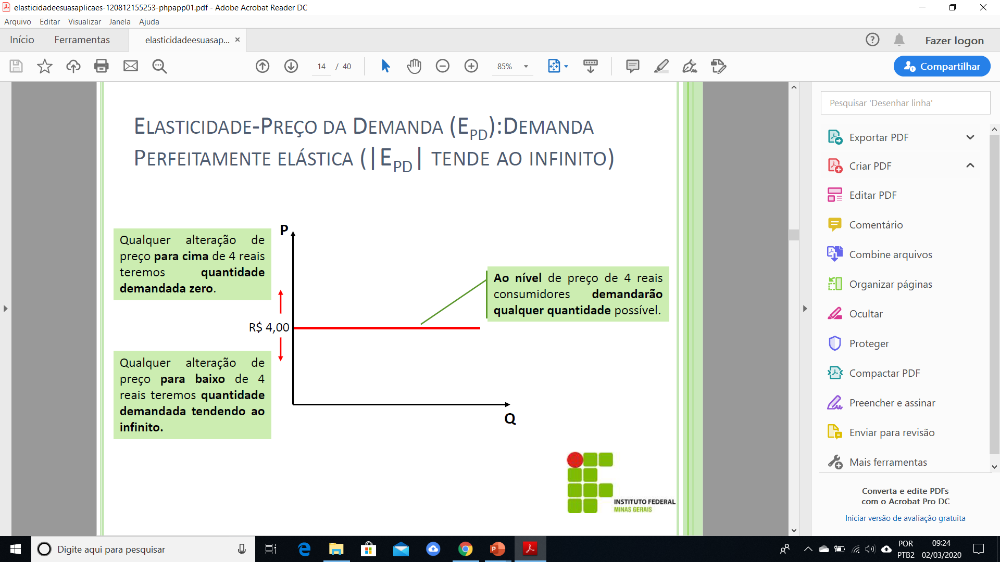 elasticidadeesuasaplicaes-120812155253-phpapp01.pdf - Adobe Acrobat Reader DC
Arquivo Editar Visualizar Janela Ajuda
Início Ferramentas elasticidadeesuasap... × Fazer logon
14 / 40 85% Compartilhar
ELASTICIDADE-PREÇO DA DEMANDA (EPD):DEMANDA
PERFEITAMENTE ELÁSTICA (|EPD| TENDE AO INFINITO)
P
Qualquer alteração de
preço para cima de 4 reais
teremos quantidade
demandada zero.
Ao nível de preço de 4 reais
consumidores demandarão
qualquer quantidade possível.
R$ 4,00
Qualquer alteração de
preço para baixo de 4
reais teremos quantidade
demandada tendendo ao
infinito.
Q
INSTITUTO FEDERAL
MINAS GERAIS
Pesquisar 'Desenhar linha'
Exportar PDF
Criar PDF
Editar PDF
Comentário
Combine arquivos
Organizar páginas
Ocultar
Proteger
Compactar PDF
Preencher e assinar
Enviar para revisão
Mais ferramentas
Converta e edite PDFs
com o Acrobat Pro DC
Iniciar versão de avaliação gratuita
Digite aqui para pesquisar
POR
PTB2
09:24
02/03/2020